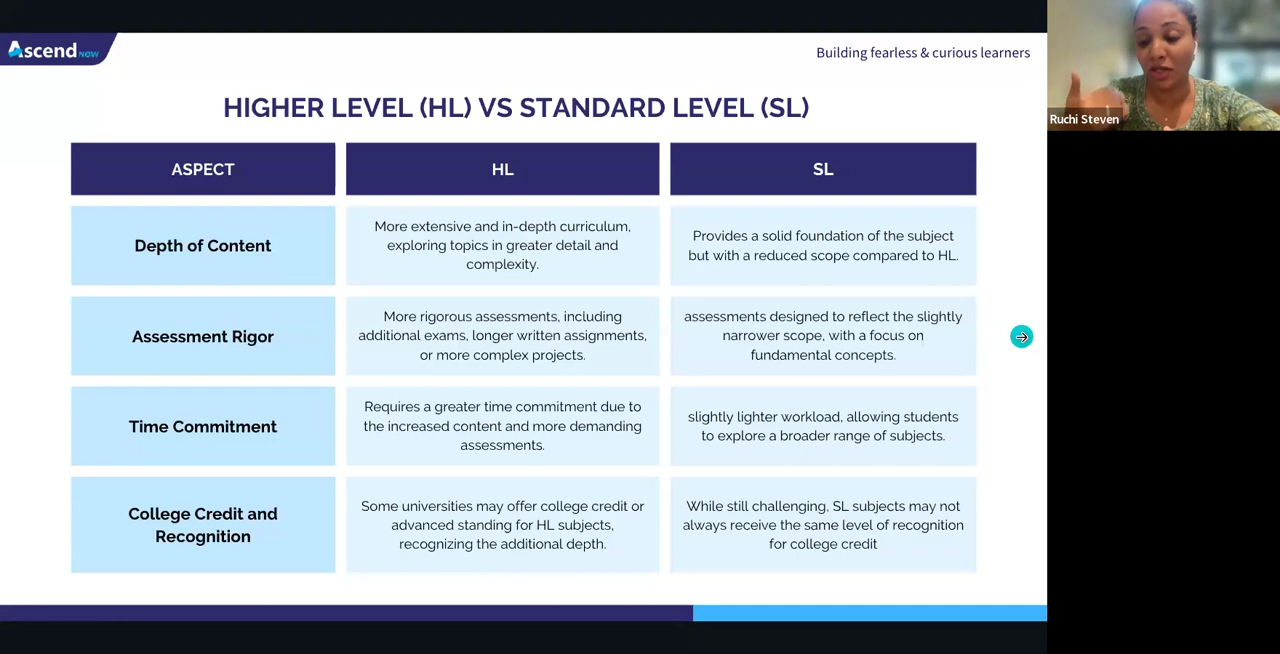 Ascend NOW
Building fearless & curious learners
Ruchi Steven
HIGHER LEVEL (HL) VS STANDARD LEVEL (SL)
ASPECT
HL
SL
Depth of Content
More extensive and in-depth curriculum,
exploring topics in greater detail and
complexity.
Provides a solid foundation of the subject
but with a reduced scope compared to HL.
Assessment Rigor
More rigorous assessments, including
additional exams, longer written assignments,
or more complex projects.
assessments designed to reflect the slightly
narrower scope, with a focus on
fundamental concepts.
Time Commitment
Requires a greater time commitment due to
the increased content and more demanding
assessments.
slightly lighter workload, allowing students
to explore a broader range of subjects.
College Credit and
Recognition
Some universities may offer college credit or
advanced standing for HL subjects,
recognizing the additional depth.
While still challenging, SL subjects may not
always receive the same level of recognition
for college credit